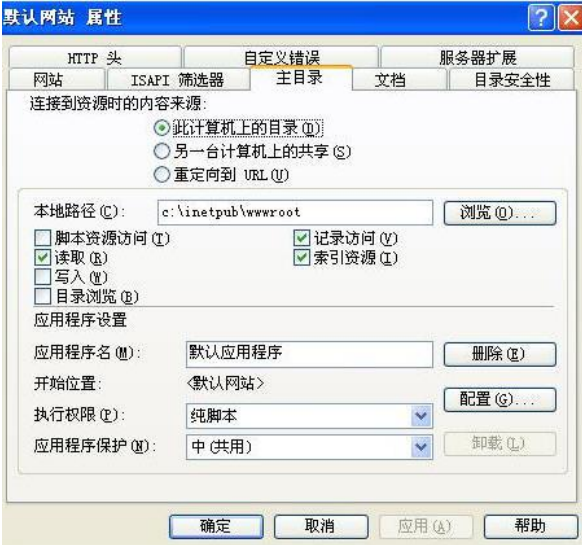 默认网站 属性
HTTP 头 自定义错误 服务器扩展
网站 ISAPI 筛选器 主目录 文档 目录安全性
连接到资源时的内容来源:
此计算机上的目录(D)
另一台计算机上的共享(S)
重定向到 URL(U)
本地路径(C): c:\inetpub\wwwroot 浏览(O)...
脚本资源访问(T) 记录访问(V)
读取(R) 索引资源(I)
写入(W)
目录浏览(B)
应用程序设置
应用程序名(M): 默认应用程序 删除(E)
开始位置: <默认网站>
配置(G)...
执行权限(P): 纯脚本
应用程序保护(N): 中(共用) 卸载(L)
确定 取消 应用(A) 帮助